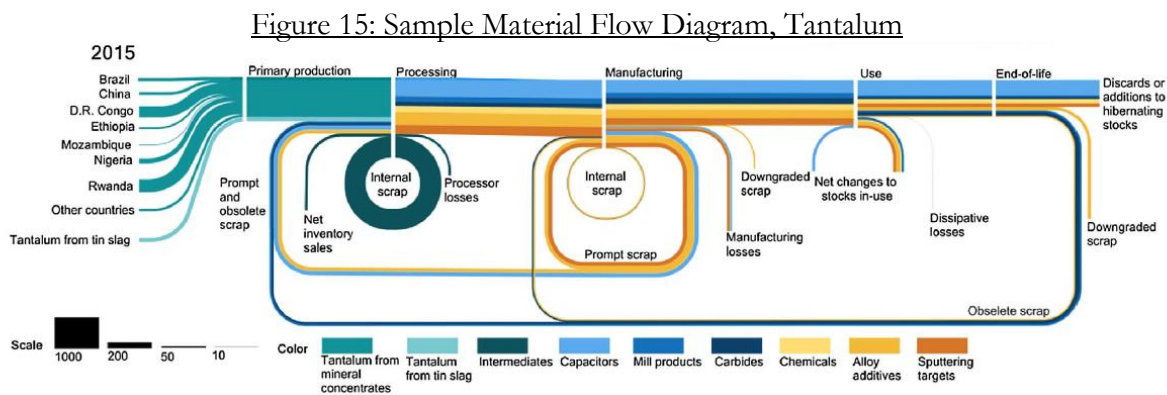 Figure 15: Sample Material Flow Diagram, Tantalum
2015
Primary production
Processing
Manufacturing
Use
End-of-life
Brazil
China
D.R. Congo
Ethiopia
Mozambique
Nigeria
Rwanda
Other countries
Tantalum from tin slag
Prompt
and
obsolete
scrap
Net
inventory
sales
Internal
scrap
Processor
losses
Internal
scrap
Prompt scrap
Downgraded
scrap
Manufacturing
losses
Net changes to
stocks in-use
Dissipative
losses
Discards or
additions to
hibernating
stocks
Downgraded
scrap
Obselete scrap
Scale
1000
200
50
10
Color
Tantalum from
mineral
concentrates
Tantalum
from tin slag
Intermediates
Capacitors
Mill products
Carbides
Chemicals
Alloy
additives
Sputtering
targets